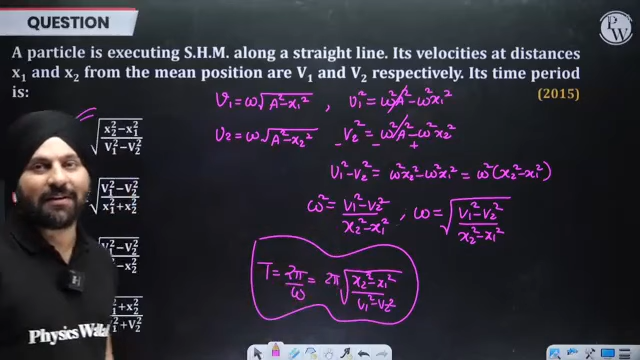 QUESTION
PW
A particle is executing S.H.M. along a straight line. Its velocities at distances
x₁ and x₂ from the mean position are V₁ and V₂ respectively. Its time period
is:
(2015)
V₁ = ω√(A²−x₁²) , V₁² = ω²A² − ω²x₁²
V₂ = ω√(A²−x₂²) V₂² = ω²A² − ω²x₂²
− − +
V₁²−V₂² = ω²x₂² − ω²x₁² = ω²(x₂²−x₁²)
ω² = (V₁²−V₂²)/(x₂²−x₁²) , ω = √((V₁²−V₂²)/(x₂²−x₁²))
T = 2π/ω = 2π√((x₂²−x₁²)/(V₁²−V₂²))
√((x₂²−x₁²)/(V₁²−V₂²))
√((V₁²−V₂²)/(x₁²+x₂²))